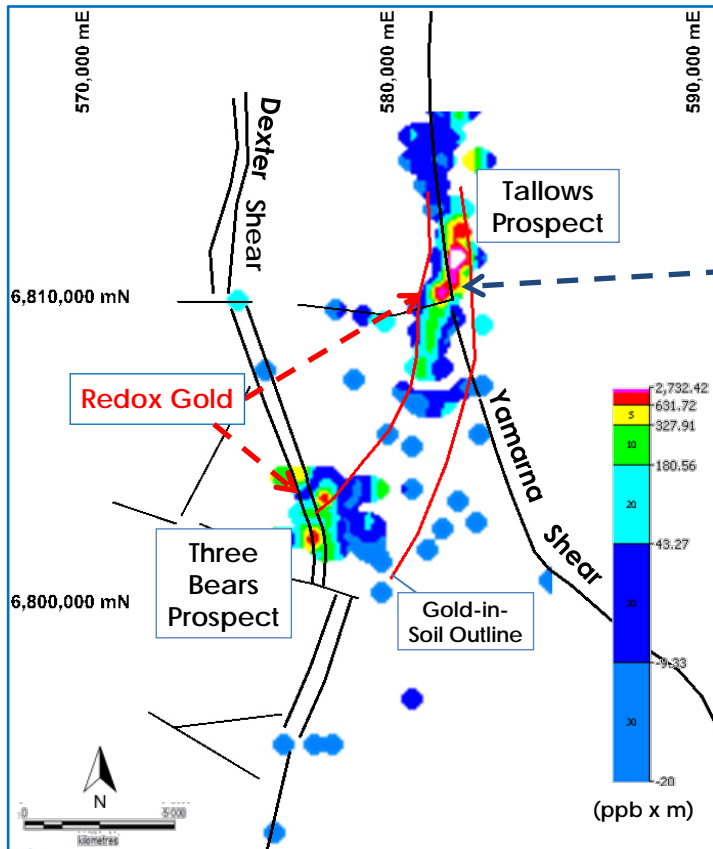 570,000 mE
580,000 mE
590,000 mE
Dexter
Shear
Tallows
Prospect
6,810,000 mN
Redox Gold
Yamarna
Shear
2,732.42
631.72
5
327.91
10
180.56
20
43.27
30
-9.33
30
-20
(ppb x m)
Three
Bears
Prospect
6,800,000 mN
Gold-in-
Soil Outline
N
kilometres